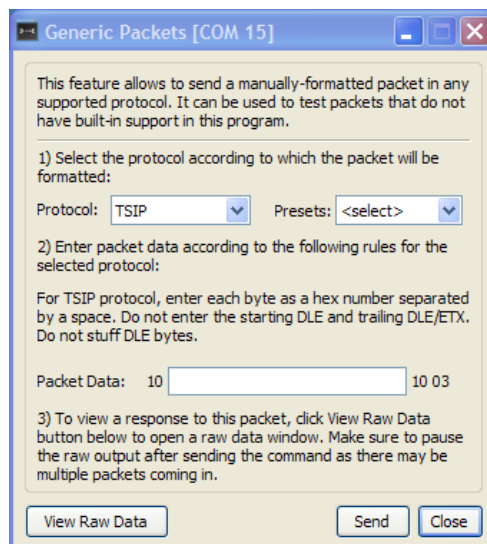 Generic Packets [COM 15]
This feature allows to send a manually-formatted packet in any
supported protocol. It can be used to test packets that do not
have built-in support in this program.
1) Select the protocol according to which the packet will be
formatted:
Protocol: TSIP Presets: <select>
2) Enter packet data according to the following rules for the
selected protocol:
For TSIP protocol, enter each byte as a hex number separated
by a space. Do not enter the starting DLE and trailing DLE/ETX.
Do not stuff DLE bytes.
Packet Data: 10 10 03
3) To view a response to this packet, click View Raw Data
button below to open a raw data window. Make sure to pause
the raw output after sending the command as there may be
multiple packets coming in.
View Raw Data Send Close